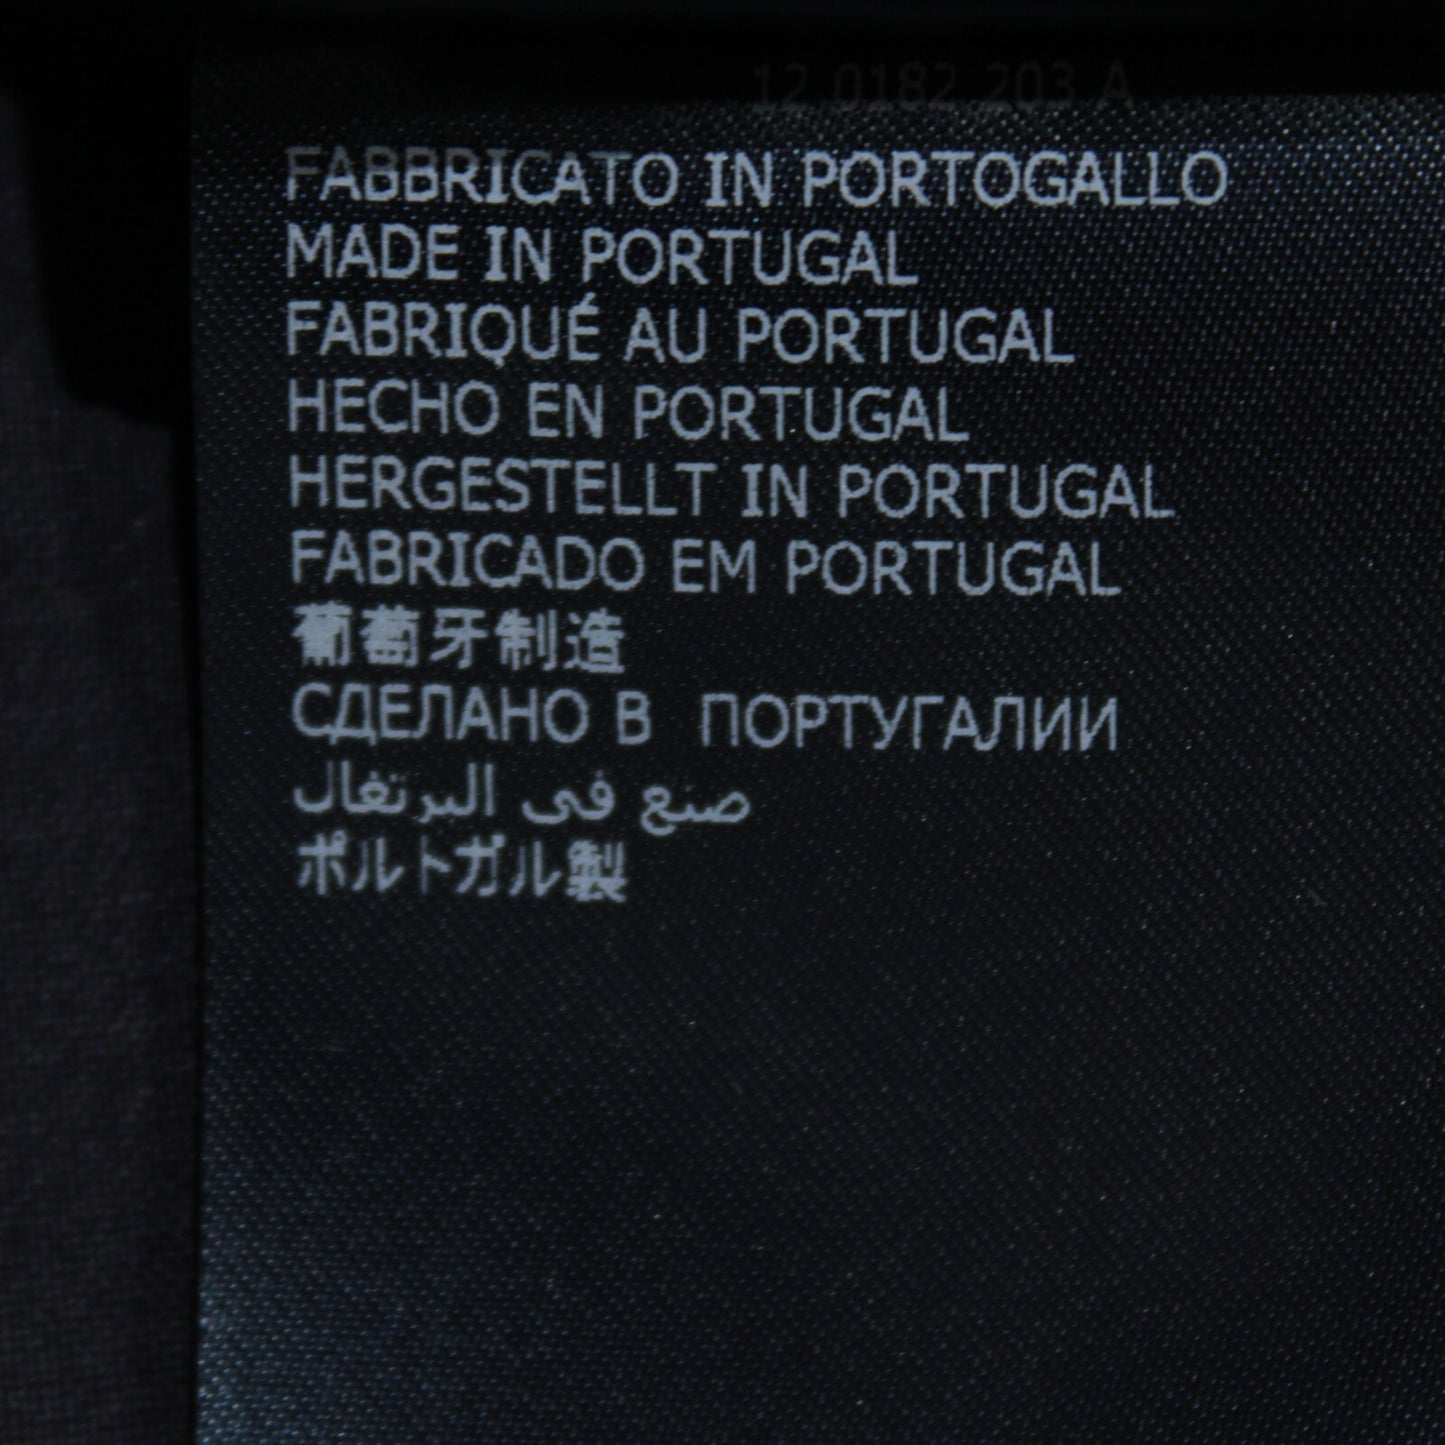 12 0182 203 A
FABBRICATO IN PORTOGALLO
MADE IN PORTUGAL
FABRIQUÉ AU PORTUGAL
HECHO EN PORTUGAL
HERGESTELLT IN PORTUGAL
FABRICADO EM PORTUGAL
葡萄牙制造
СДЕЛАНО В ПОРТУГАЛИИ
صنع فى البرتغال
ポルトガル製